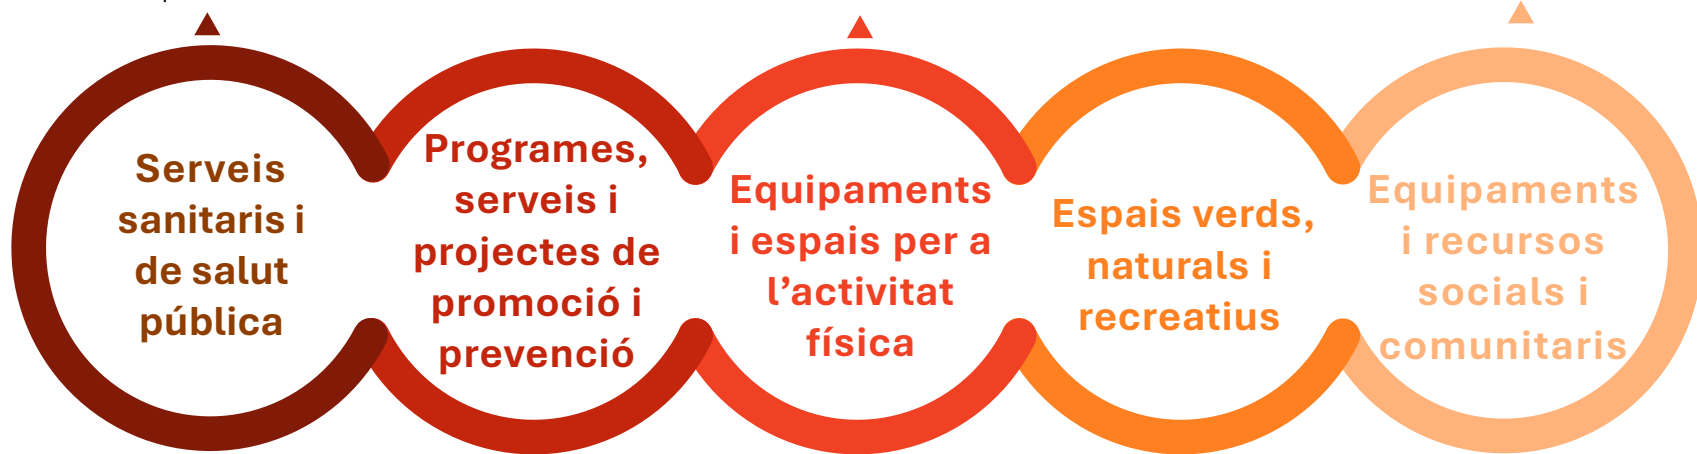 Serveis
sanitaris i
de salut
pública
Programes,
serveis i
projectes de
promoció i
prevenció
Equipaments
i espais per a
l’activitat
física
Espais verds,
naturals i
recreatius
Equipaments
i recursos
socials i
comunitaris